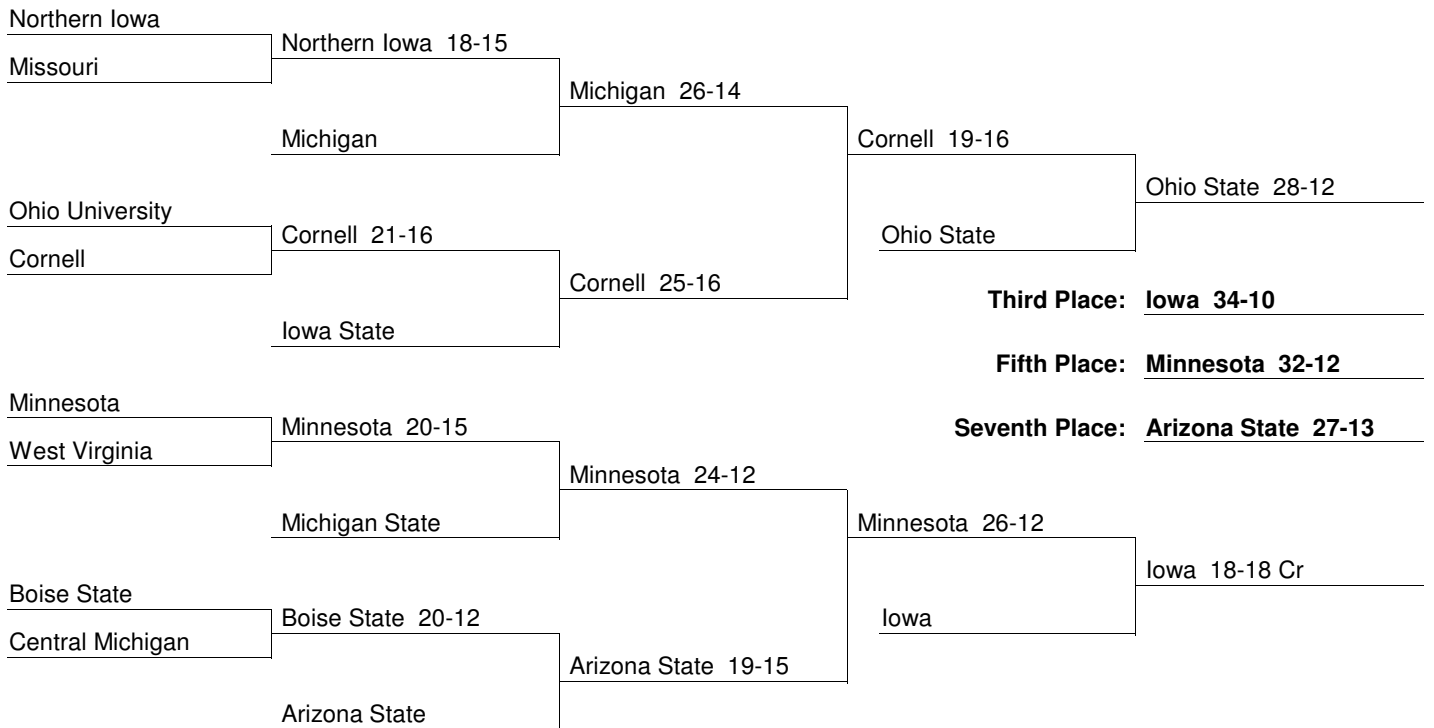 Northern Iowa
Northern Iowa 18-15
Missouri
Michigan 26-14
Michigan
Cornell 19-16
Ohio State 28-12
Ohio University
Cornell 21-16
Ohio State
Cornell
Cornell 25-16
Third Place: Iowa 34-10
Iowa State
Fifth Place: Minnesota 32-12
Minnesota
Minnesota 20-15
Seventh Place: Arizona State 27-13
West Virginia
Minnesota 24-12
Michigan State
Minnesota 26-12
Iowa 18-18 Cr
Boise State
Boise State 20-12
Iowa
Central Michigan
Arizona State 19-15
Arizona State